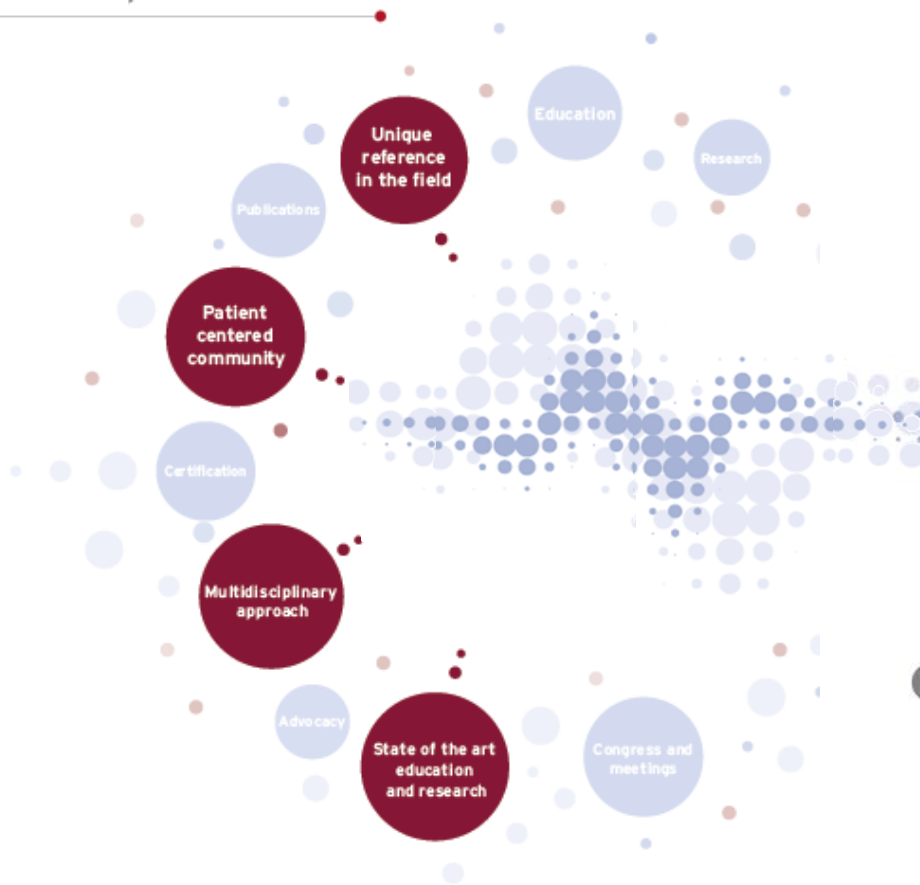 Education
Unique
reference
in the field
Research
Publications
Patient
centered
community
Certification
Multidisciplinary
approach
Advocacy
State of the art
education
and research
Congress and
meetings